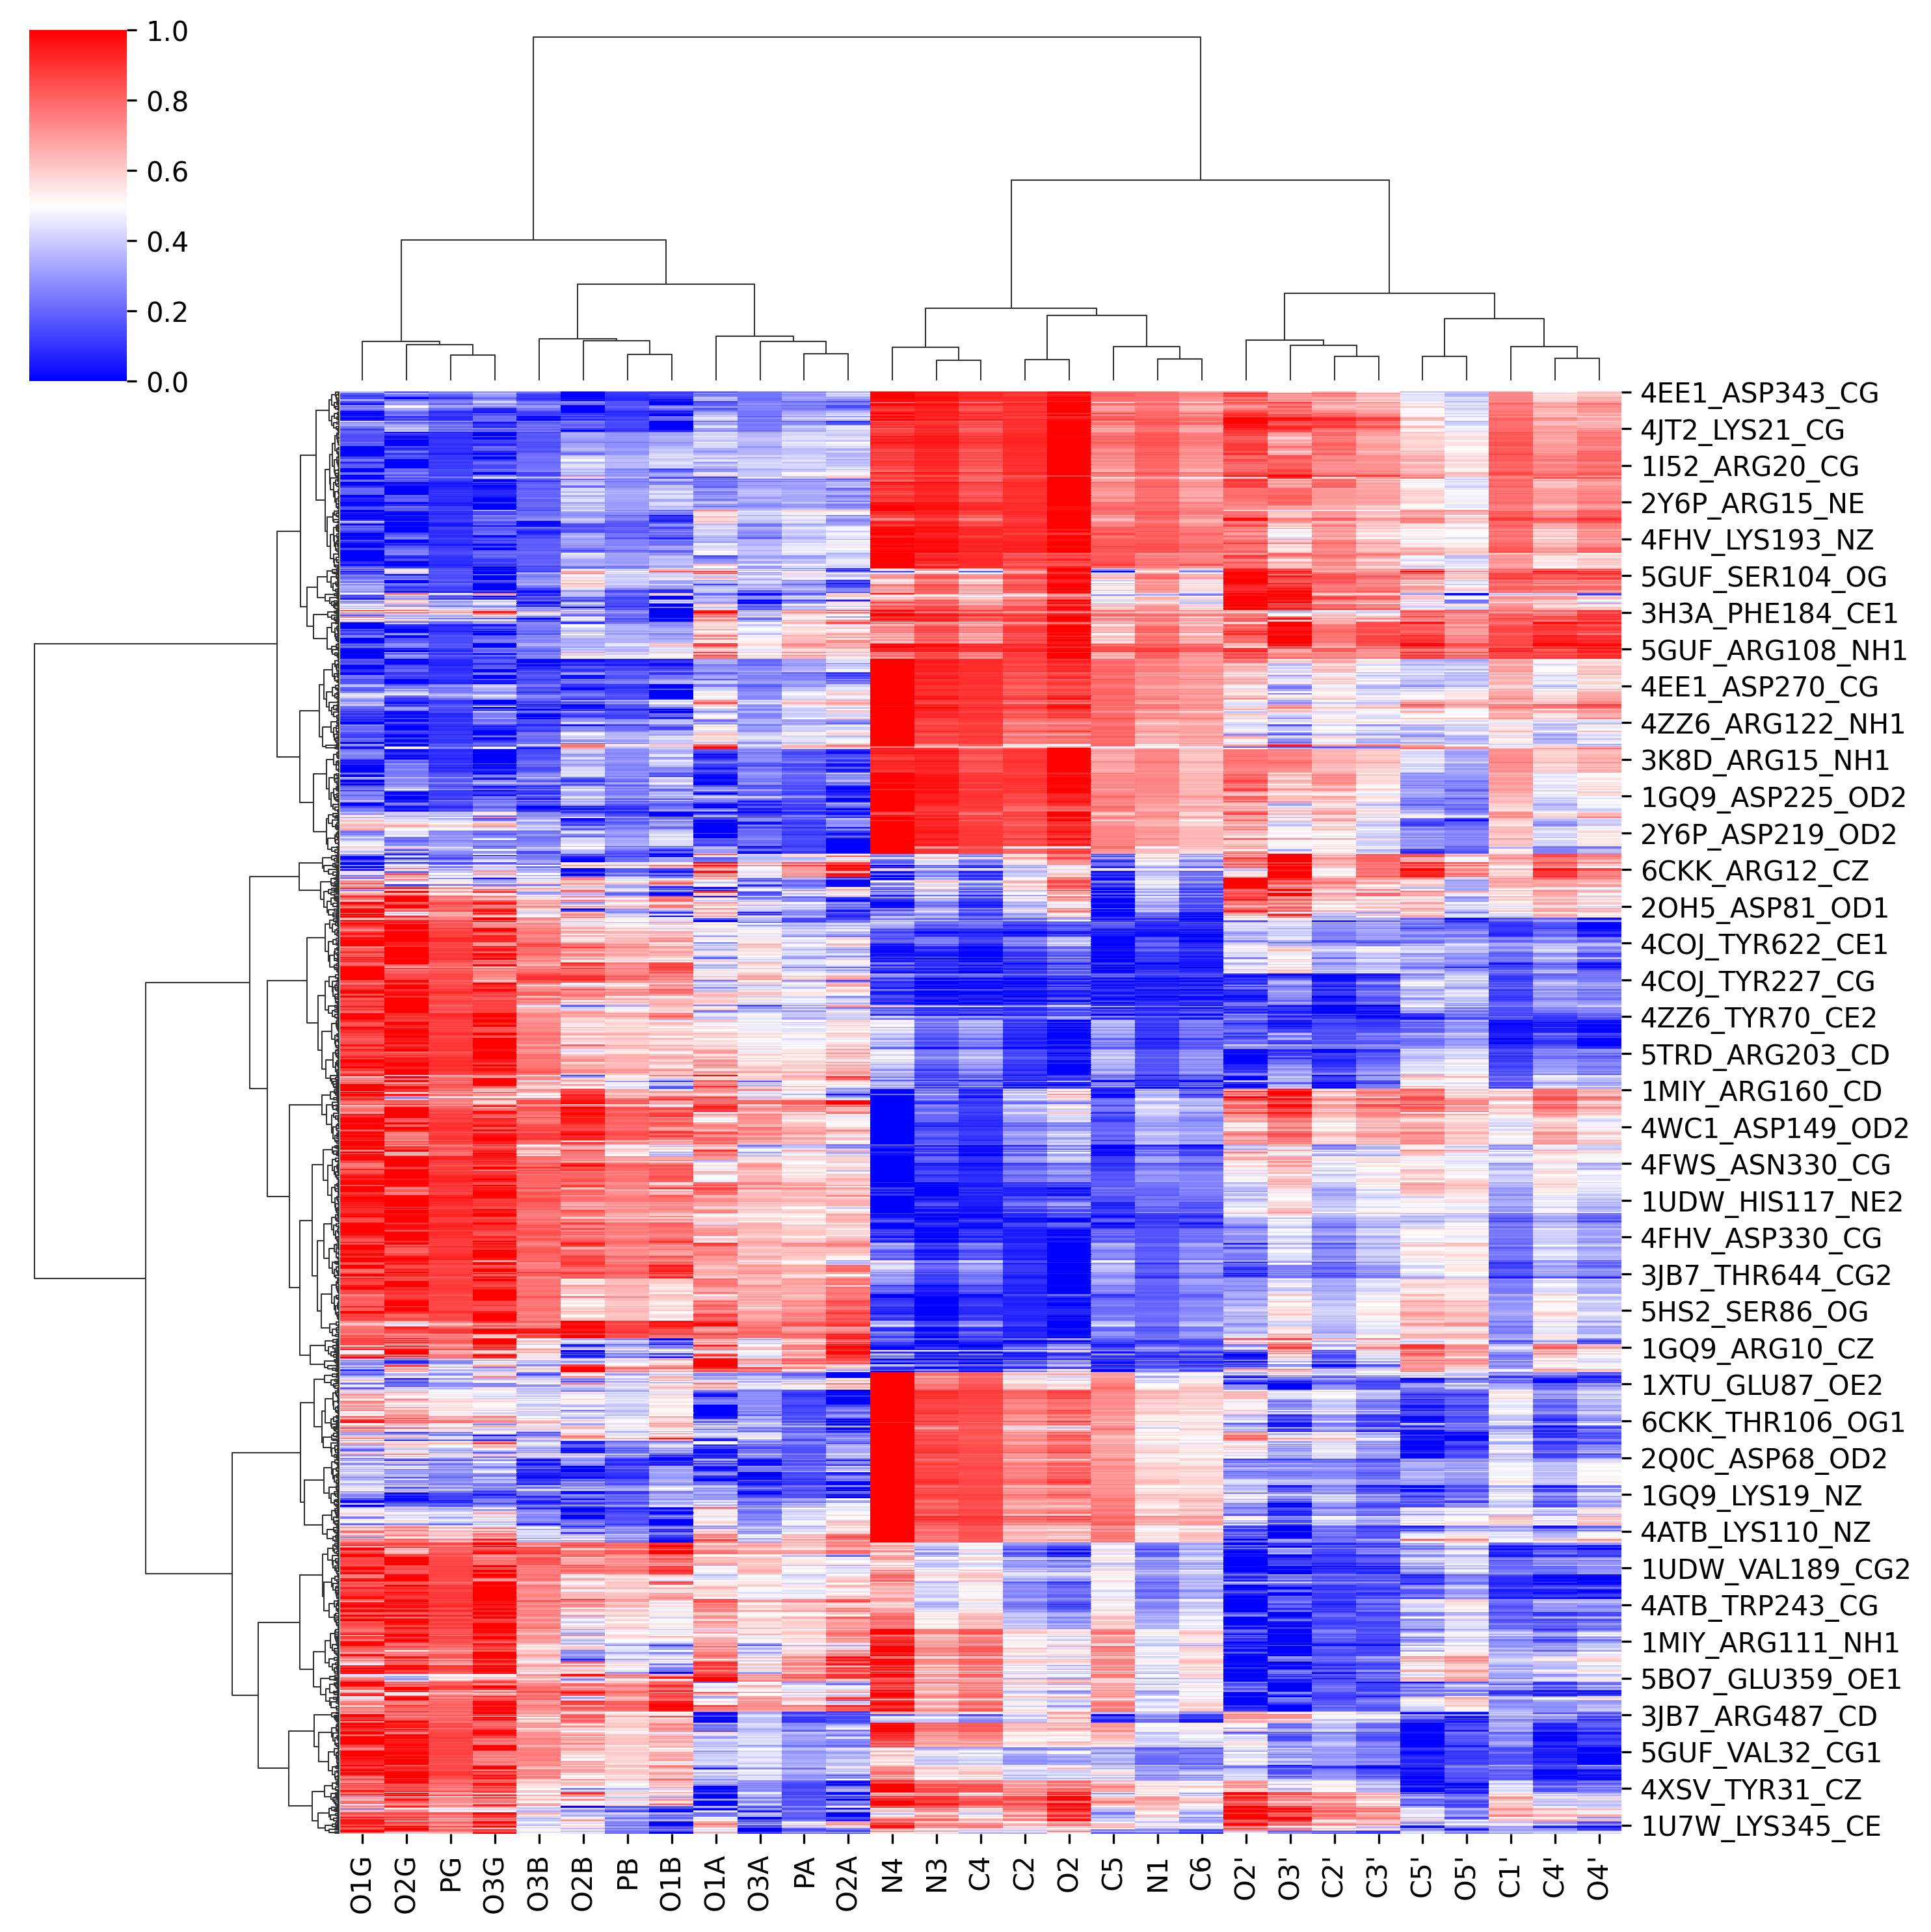 1.0
0.8
0.6
0.4
0.2
0.0
4EE1_ASP343_CG
4JT2_LYS21_CG
1I52_ARG20_CG
2Y6P_ARG15_NE
4FHV_LYS193_NZ
5GUF_SER104_OG
3H3A_PHE184_CE1
5GUF_ARG108_NH1
4EE1_ASP270_CG
4ZZ6_ARG122_NH1
3K8D_ARG15_NH1
1GQ9_ASP225_OD2
2Y6P_ASP219_OD2
6CKK_ARG12_CZ
2OH5_ASP81_OD1
4COJ_TYR622_CE1
4COJ_TYR227_CG
4ZZ6_TYR70_CE2
5TRD_ARG203_CD
1MIY_ARG160_CD
4WC1_ASP149_OD2
4FWS_ASN330_CG
1UDW_HIS117_NE2
4FHV_ASP330_CG
3JB7_THR644_CG2
5HS2_SER86_OG
1GQ9_ARG10_CZ
1XTU_GLU87_OE2
6CKK_THR106_OG1
2Q0C_ASP68_OD2
1GQ9_LYS19_NZ
4ATB_LYS110_NZ
1UDW_VAL189_CG2
4ATB_TRP243_CG
1MIY_ARG111_NH1
5BO7_GLU359_OE1
3JB7_ARG487_CD
5GUF_VAL32_CG1
4XSV_TYR31_CZ
1U7W_LYS345_CE
O1G
O2G
PG
O3G
O3B
O2B
PB
O1B
O1A
O3A
PA
O2A
N4
N3
C4
C2
O2
C5
N1
C6
O2'
O3'
C2'
C3'
C5'
O5'
C1'
C4'
O4'